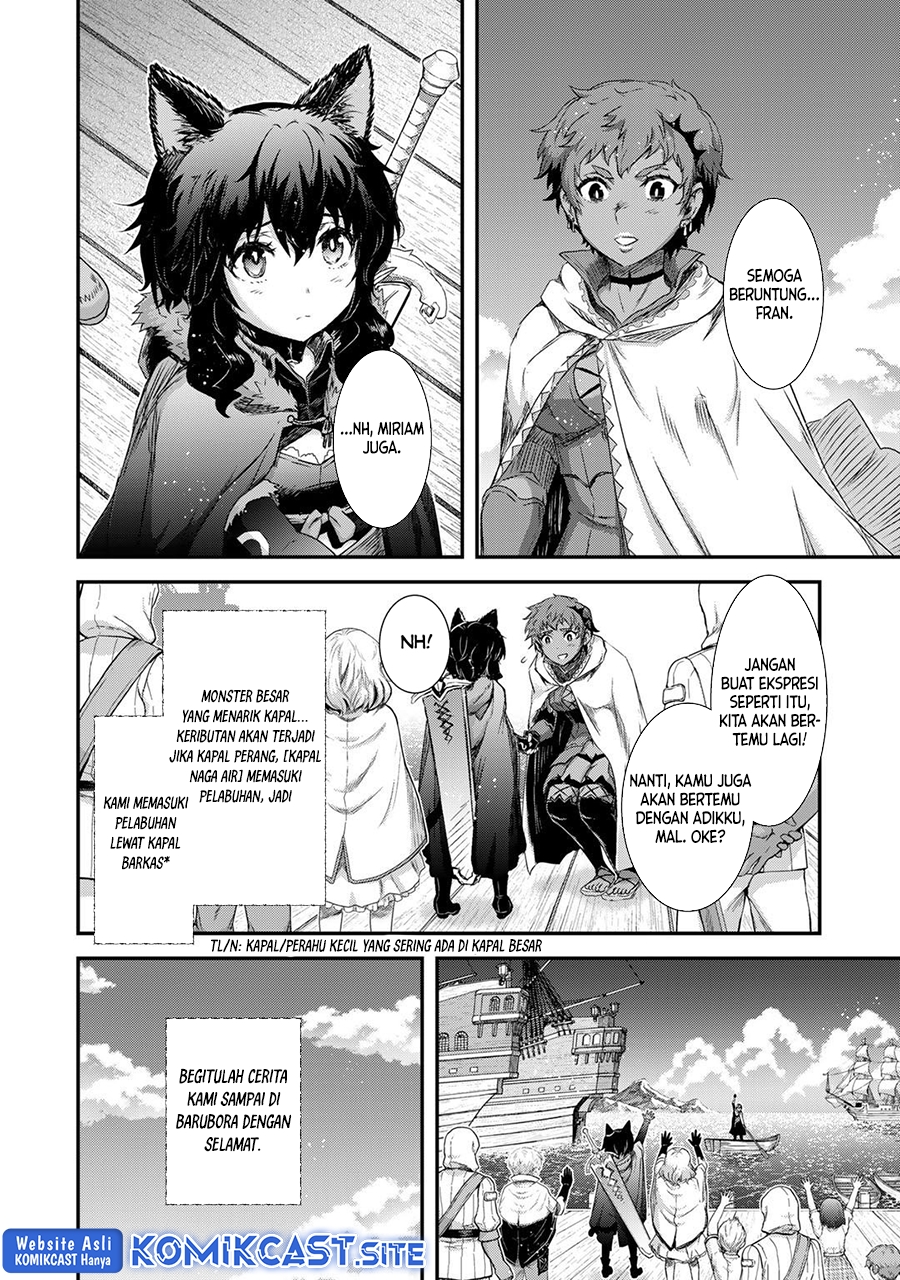 SEMOGA
BERUNTUNG...
FRAN.
...NH, MIRIAM
JUGA.
JANGAN
BUAT EKSPRESI
SEPERTI ITU,
KITA AKAN BER-
TEMU LAGI!
NANTI, KAMU JUGA
AKAN BERTEMU
DENGAN ADIKKU,
MAL. OKE?
NH!
MONSTER BESAR
YANG MENARIK KAPAL...
KERIBUTAN AKAN TERJADI
JIKA KAPAL PERANG, [KAPAL
NAGA AIR] MEMASUKI
PELABUHAN, JADI
KAMI MEMASUKI
PELABUHAN
LEWAT KAPAL
BARKAS*
TL/N: KAPAL/PERAHU KECIL YANG SERING ADA DI KAPAL BESAR
BEGITULAH CERITA
KAMI SAMPAI DI
BARUBORA DENGAN
SELAMAT.
Website Asli
KOMIKCAST Hanya
KOMIKCAST.SITE